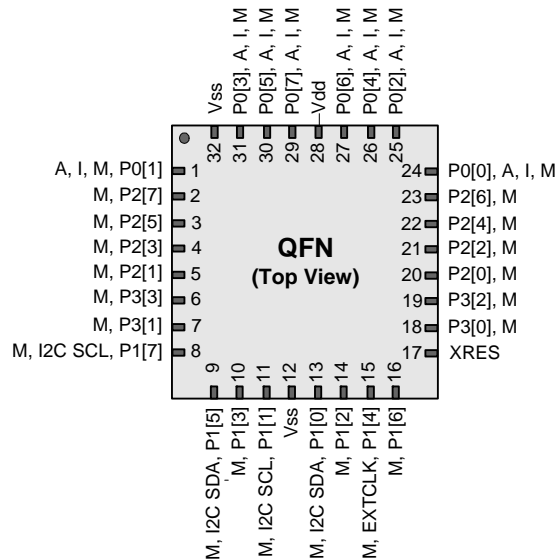 Vss
P0[3], A, I, M
P0[5], A, I, M
P0[7], A, I, M
Vdd
P0[6], A, I, M
P0[4], A, I, M
P0[2], A, I, M
32
31
30
29
28
27
26
25
A, I, M, P0[1]
1
24
P0[0], A, I, M
M, P2[7]
2
23
P2[6], M
M, P2[5]
3
22
P2[4], M
M, P2[3]
4
QFN
21
P2[2], M
M, P2[1]
5
(Top View)
20
P2[0], M
M, P3[3]
6
19
P3[2], M
M, P3[1]
7
18
P3[0], M
M, I2C SCL, P1[7]
8
17
XRES
9
10
11
12
13
14
15
16
M, I2C SDA, P1[5]
M, P1[3]
M, I2C SCL, P1[1]
Vss
M, I2C SDA, P1[0]
M, P1[2]
M, EXTCLK, P1[4]
M, P1[6]